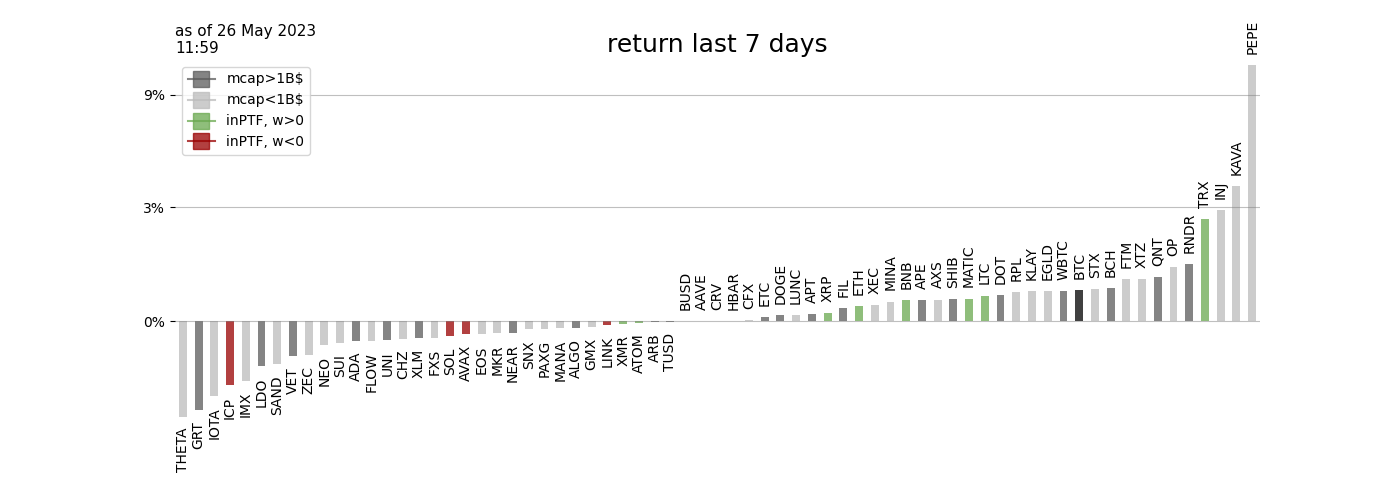 as of 26 May 2023
11:59
return last 7 days
mcap>1B$
mcap<1B$
inPTF, w>0
inPTF, w<0
9%
3%
0%
THETA
GRT
IOTA
ICP
IMX
LDO
SAND
VET
ZEC
NEO
SUI
ADA
FLOW
UNI
CHZ
XLM
FXS
SOL
AVAX
EOS
MKR
NEAR
SNX
PAXG
MANA
ALGO
GMX
LINK
XMR
ATOM
ARB
TUSD
BUSD
AAVE
CRV
HBAR
CFX
ETC
DOGE
LUNC
APT
XRP
FIL
ETH
XEC
MINA
BNB
APE
AXS
SHIB
MATIC
LTC
DOT
RPL
KLAY
EGLD
WBTC
BTC
STX
BCH
FTM
XTZ
QNT
OP
RNDR
TRX
INJ
KAVA
PEPE